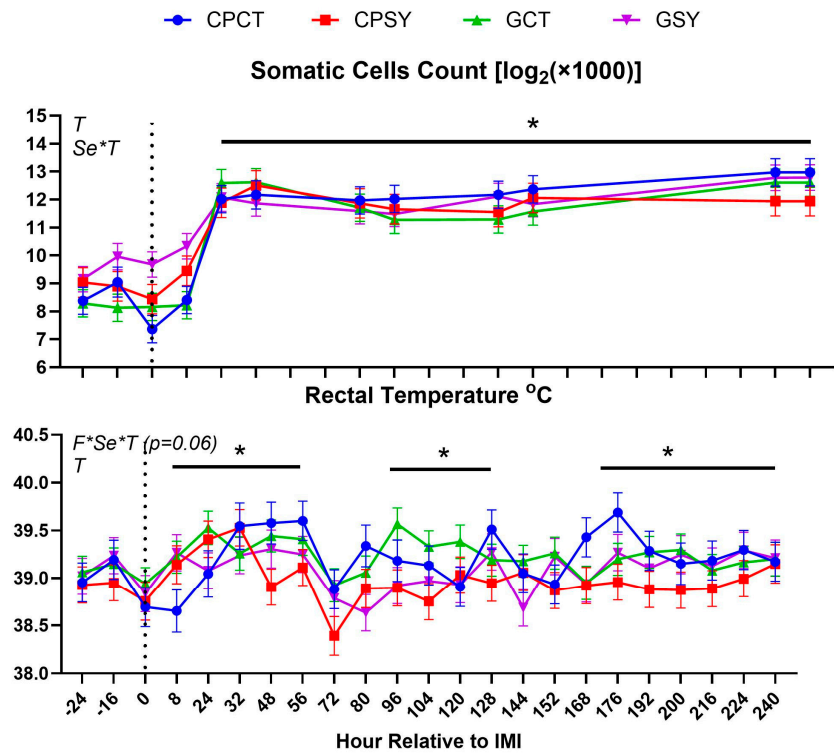 CPCT CPSY GCT GSY
Somatic Cells Count [log₂(×1000)]
15
14
13
12
11
10
9
8
7
6
T
Se*T
*
Rectal Temperature ᴼC
40.5
40.0
39.5
39.0
38.5
38.0
F*Se*T (p=0.06)
T
* * *
-24 -16 0 8 24 32 48 56 72 80 96 104 120 128 144 152 168 176 192 200 216 224 240
Hour Relative to IMI